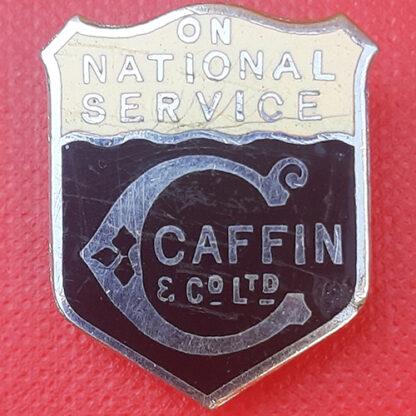 ON
NATIONAL
SERVICE
C
CAFFIN
& Co LTD